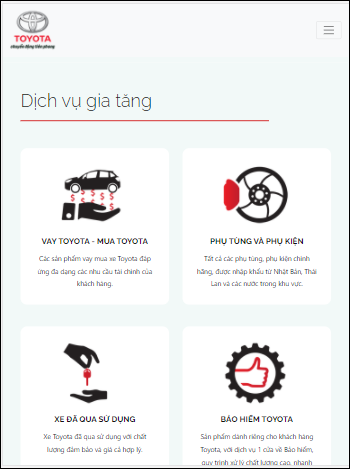 TOYOTA
chuyển động tiên phong
Dịch vụ gia tăng
VAY TOYOTA - MUA TOYOTA
Các sản phẩm vay mua xe Toyota đáp
ứng đa dạng các nhu cầu tài chính của
khách hàng.
PHỤ TÙNG VÀ PHỤ KIỆN
Tất cả các phụ tùng, phụ kiện chính
hãng, được nhập khẩu từ Nhật Bản, Thái
Lan và các nước trong khu vực.
XE ĐÃ QUA SỬ DỤNG
Xe Toyota đã qua sử dụng với chất
lượng đảm bảo và giá cả hợp lý.
BẢO HIỂM TOYOTA
Sản phẩm dành riêng cho khách hàng
Toyota, với dịch vụ 1 cửa về Bảo hiểm,
quy trình xử lý chất lượng cao, nhanh